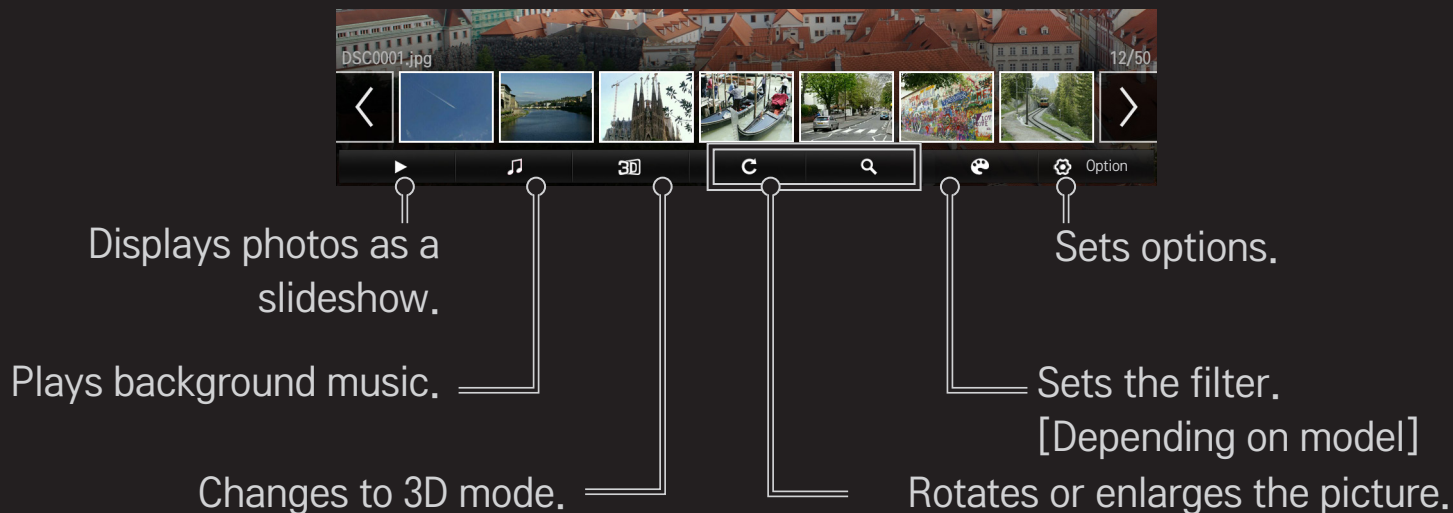 DSC0001.jpg
12/50
3D
Option
Displays photos as a
slideshow.
Sets options.
Plays background music.
Sets the filter.
[Depending on model]
Changes to 3D mode.
Rotates or enlarges the picture.